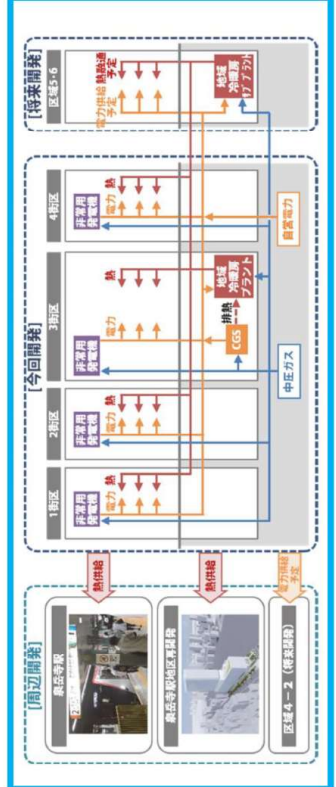 [周辺開発]
泉岳寺駅
泉岳寺駅地区再開発
区域4-2（将来開発）
熱供給
熱供給
電力供給
予定
[今回開発]
1街区
非常用
発電機
電力
熱
2街区
非常用
発電機
電力
熱
3街区
非常用
発電機
電力
熱
CGS
排熱
地域
冷暖房
プラント
4街区
非常用
発電機
電力
熱
中圧ガス
自営電力
[将来開発]
区域5・6
電力供給
予定
熱融通
予定
地域
冷暖房
サブプラント